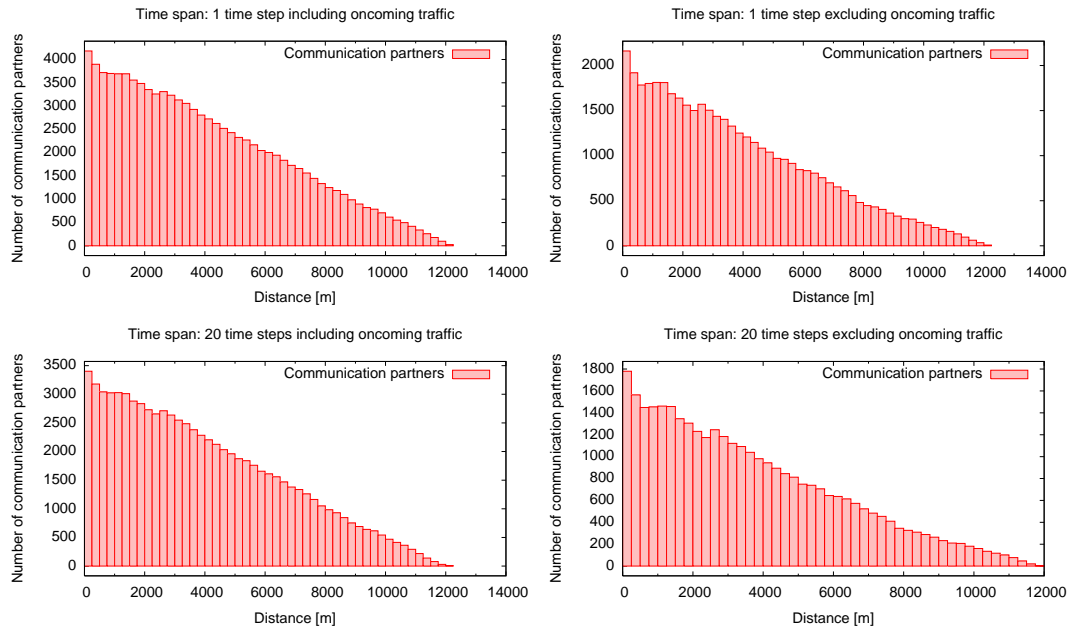 Time span: 1 time step including oncoming traffic
Number of communication partners
4000
3500
3000
2500
2000
1500
1000
500
0
Communication partners
0 2000 4000 6000 8000 10000 12000 14000
Distance [m]
Time span: 1 time step excluding oncoming traffic
Number of communication partners
2000
1500
1000
500
0
Communication partners
0 2000 4000 6000 8000 10000 12000 14000
Distance [m]
Time span: 20 time steps including oncoming traffic
Number of communication partners
3500
3000
2500
2000
1500
1000
500
0
Communication partners
0 2000 4000 6000 8000 10000 12000 14000
Distance [m]
Time span: 20 time steps excluding oncoming traffic
Number of communication partners
1800
1600
1400
1200
1000
800
600
400
200
0
Communication partners
0 2000 4000 6000 8000 10000 12000
Distance [m]